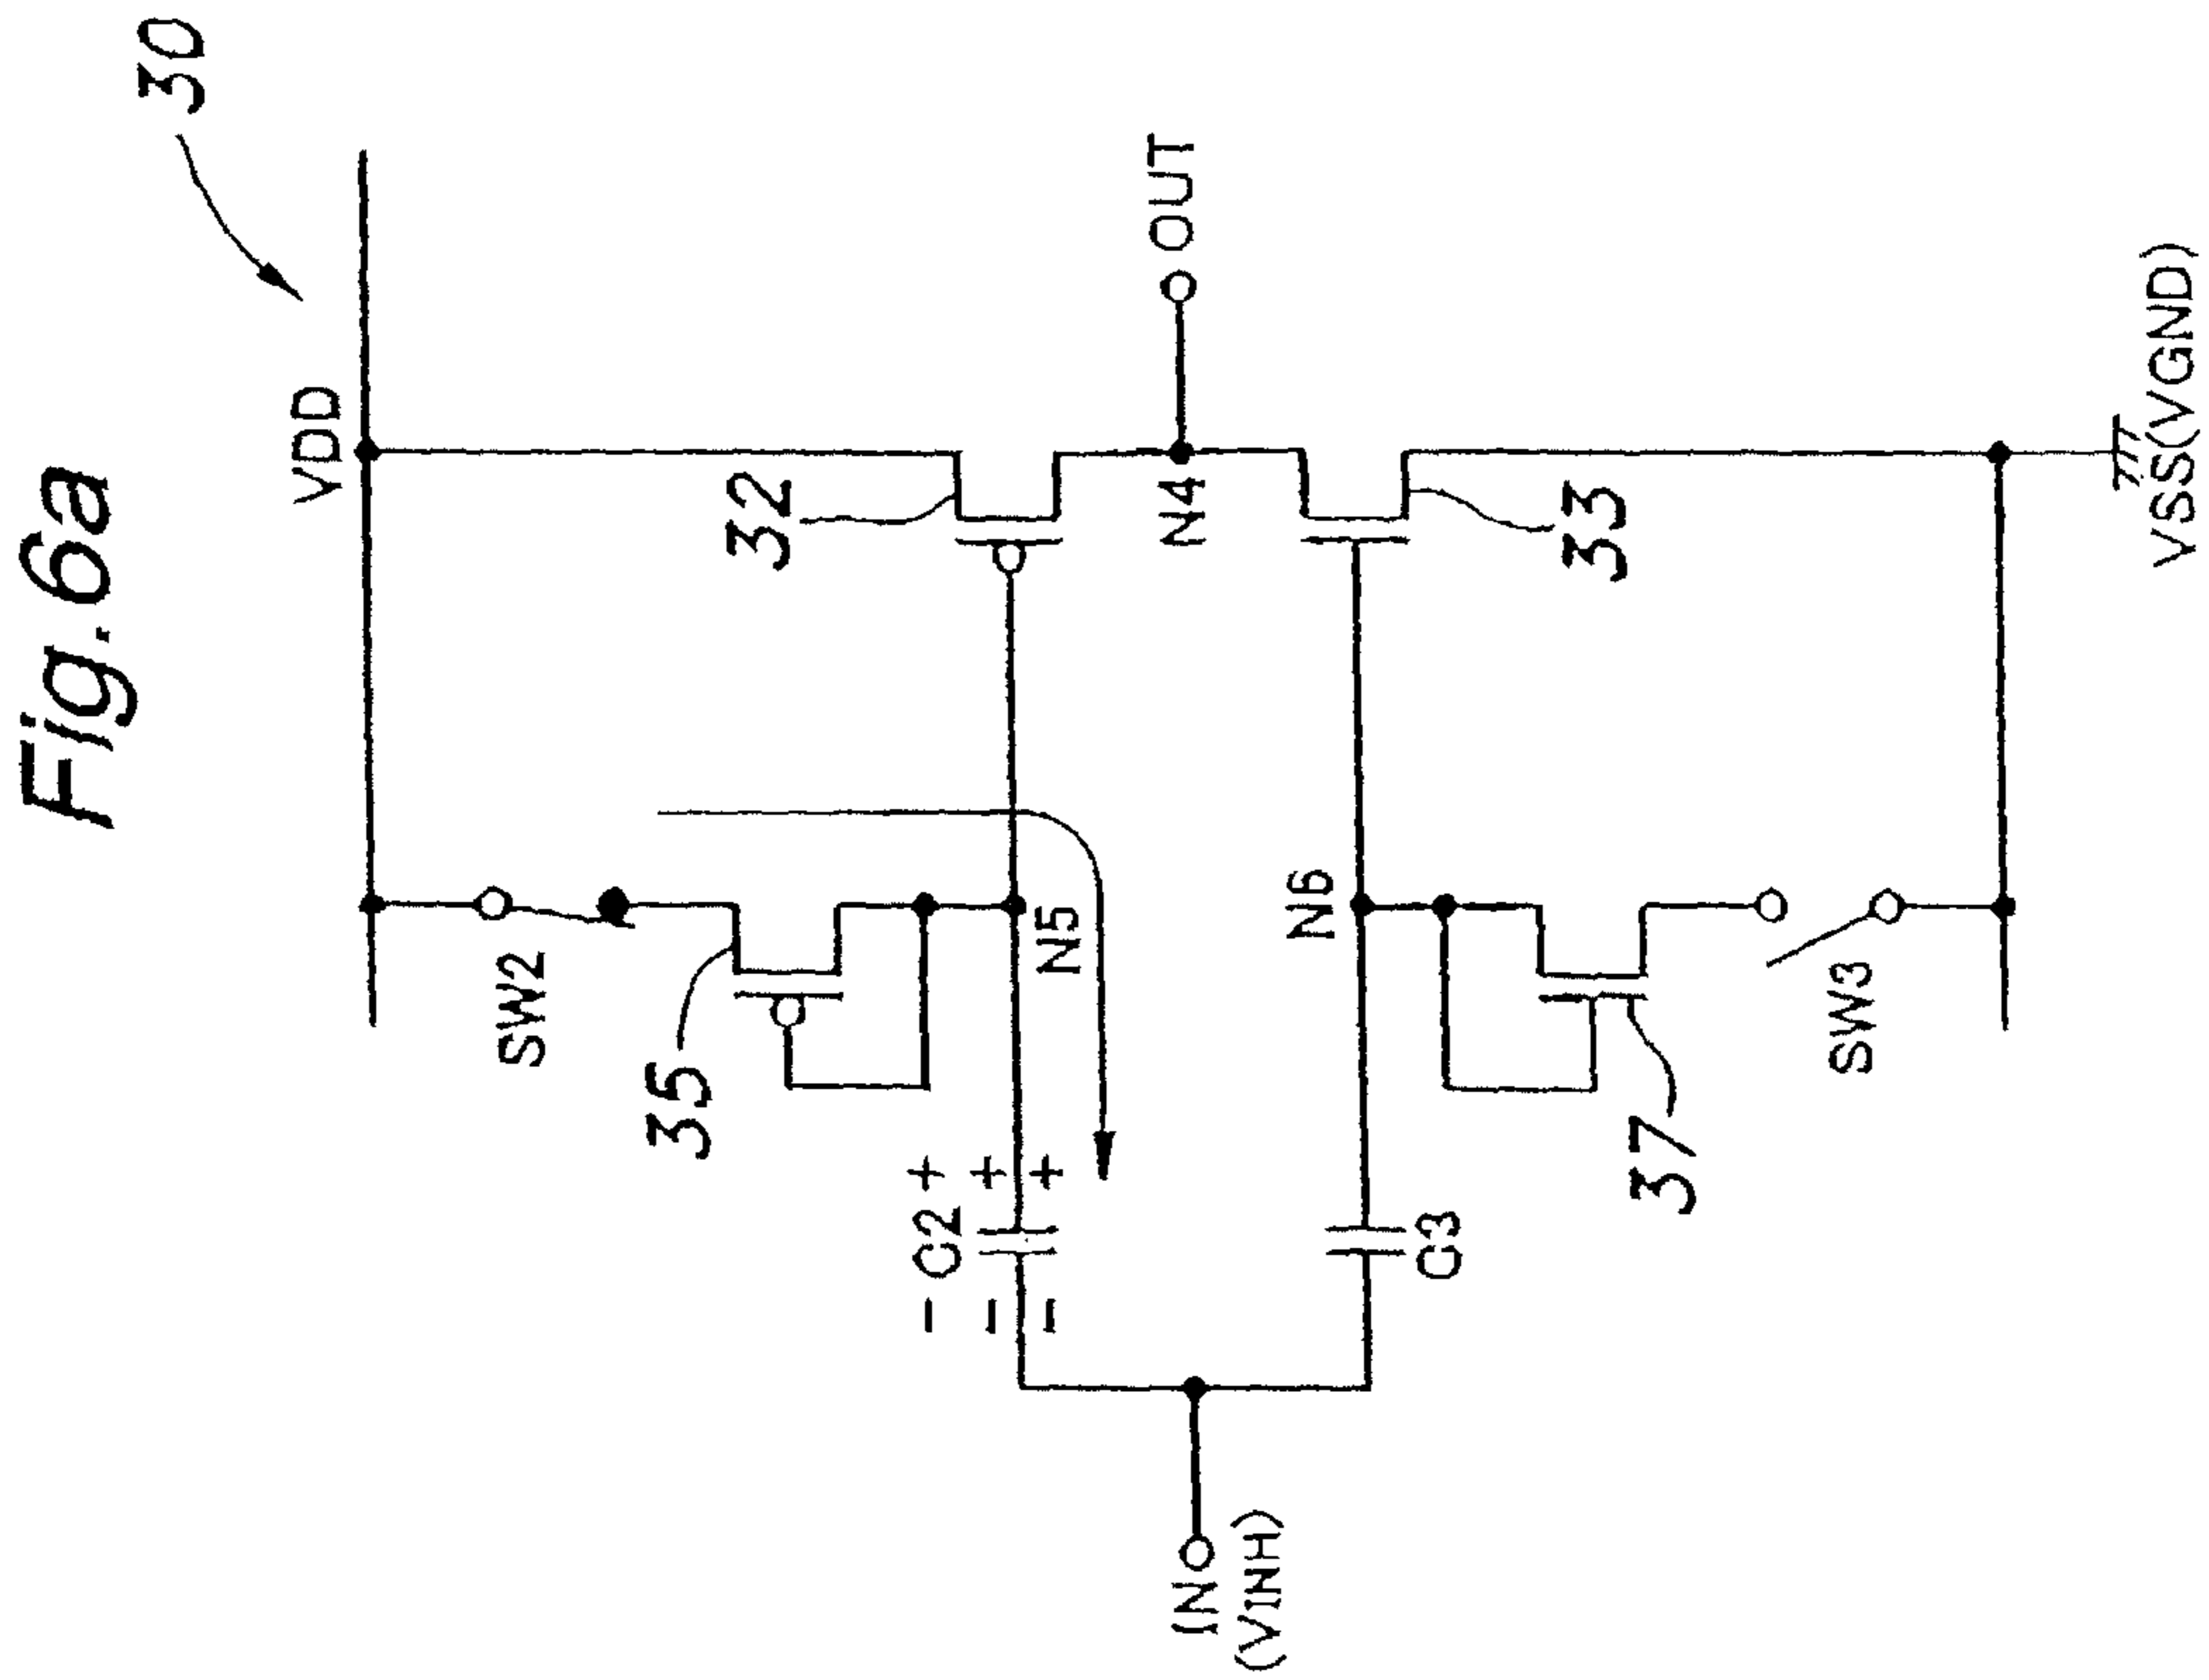 Fig.6a
30
VDD
SW2
35
32
- C2 +
- +
- +
N5
N4
OUT
IN
(VINH)
N6
C3
33
37
SW3
VSS(VGND)